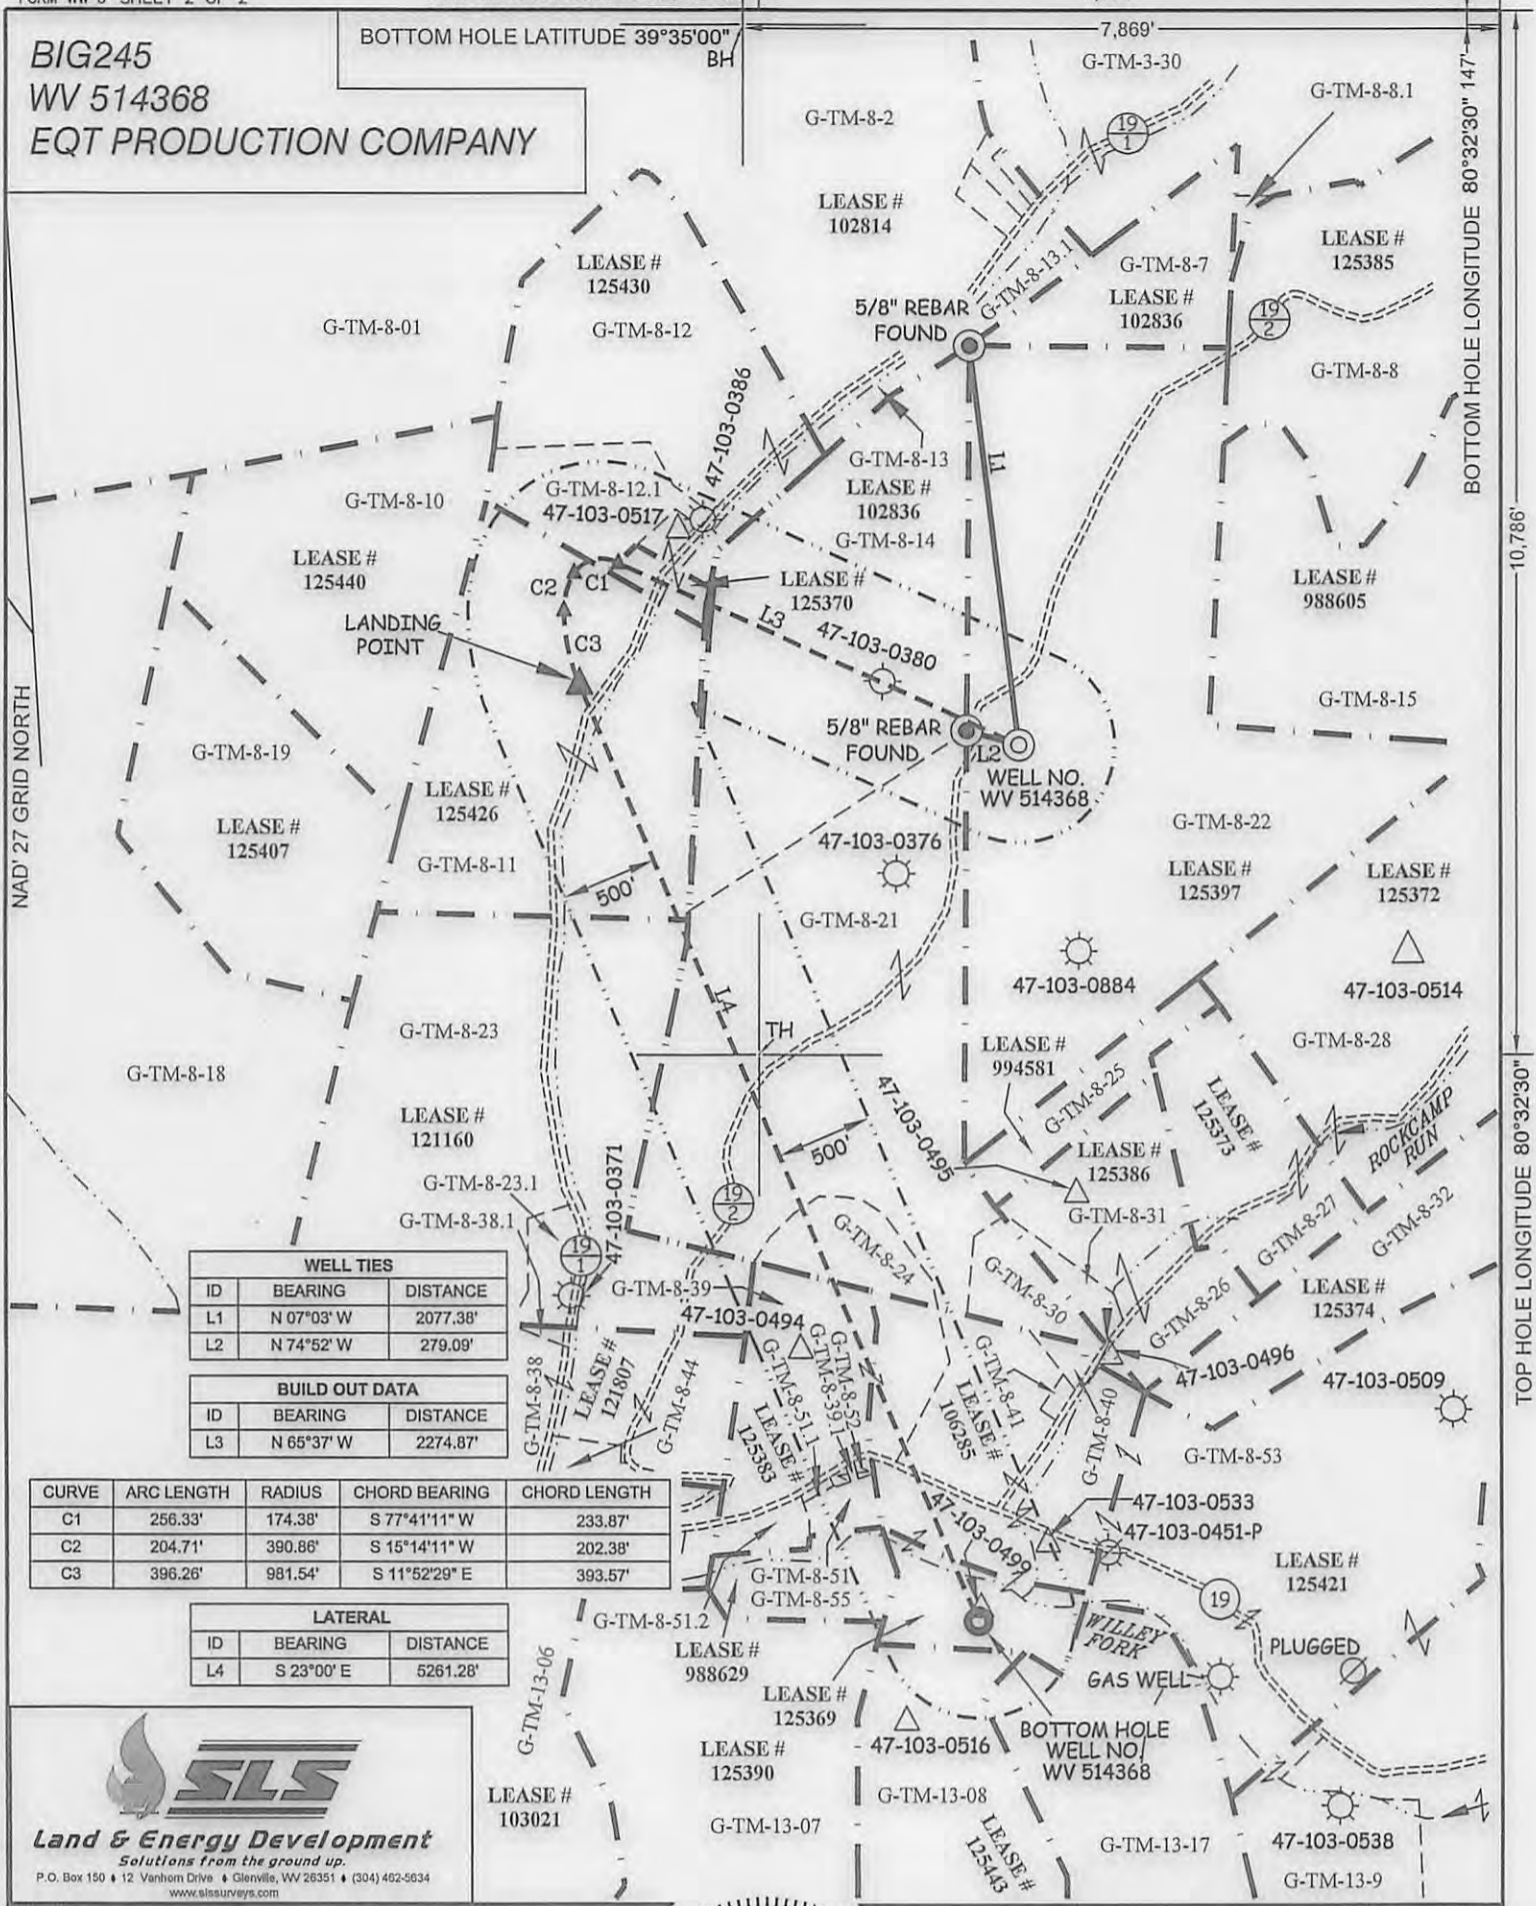 BIG245
WV 514368
EQT PRODUCTION COMPANY
BOTTOM HOLE LATITUDE 39°35'00"
BH
7,869'
BOTTOM HOLE LONGITUDE 80°32'30" 147'
10,786'
TOP HOLE LONGITUDE 80°32'30"
NAD' 27 GRID NORTH
G-TM-3-30
G-TM-8-2
19
1
G-TM-8-8.1
LEASE #
102814
LEASE #
125430
G-TM-8-13.1
G-TM-8-7
LEASE #
102836
LEASE #
125385
G-TM-8-01
G-TM-8-12
5/8" REBAR
FOUND
19
2
G-TM-8-8
47-103-0386
G-TM-8-13
LEASE #
102836
L1
G-TM-8-10
G-TM-8-12.1
47-103-0517
G-TM-8-14
LEASE #
125440
C2
C1
LEASE #
125370
LEASE #
988605
LANDING
POINT
C3
L3
47-103-0380
G-TM-8-15
G-TM-8-19
5/8" REBAR
FOUND
L2
WELL NO.
WV 514368
LEASE #
125426
LEASE #
125407
G-TM-8-22
47-103-0376
G-TM-8-11
LEASE #
125397
LEASE #
125372
500'
G-TM-8-21
47-103-0884
47-103-0514
L4
TH
G-TM-8-23
G-TM-8-28
G-TM-8-18
LEASE #
994581
G-TM-8-25
47-103-0495
LEASE #
125373
LEASE #
121160
500'
ROCKCAMP
RUN
LEASE #
125386
G-TM-8-23.1
47-103-0371
19
2
G-TM-8-38.1
G-TM-8-31
19
1
G-TM-8-24
G-TM-8-27
G-TM-8-32
G-TM-8-39
G-TM-8-30
LEASE #
125374
G-TM-8-26
47-103-0494
47-103-0496
47-103-0509
G-TM-8-38
LEASE #
121807
G-TM-8-44
G-TM-8-51.1
G-TM-8-39.1
G-TM-8-52
LEASE #
125383
LEASE #
106285
G-TM-8-41
G-TM-8-40
G-TM-8-53
47-103-0499
47-103-0533
47-103-0451-P
LEASE #
125421
G-TM-8-51
G-TM-8-55
G-TM-8-51.2
19
LEASE #
988629
WILLEY
FORK
PLUGGED
GAS WELL
LEASE #
125369
47-103-0516
BOTTOM HOLE
WELL NO.
WV 514368
G-TM-13-06
LEASE #
125390
LEASE #
103021
G-TM-13-08
G-TM-13-07
LEASE #
125443
G-TM-13-17
47-103-0538
G-TM-13-9
WELL TIES
ID BEARING DISTANCE
L1 N 07°03' W 2077.38'
L2 N 74°52' W 279.09'
BUILD OUT DATA
ID BEARING DISTANCE
L3 N 65°37' W 2274.87'
CURVE ARC LENGTH RADIUS CHORD BEARING CHORD LENGTH
C1 256.33' 174.38' S 77°41'11" W 233.87'
C2 204.71' 390.86' S 15°14'11" W 202.38'
C3 396.26' 981.54' S 11°52'29" E 393.57'
LATERAL
ID BEARING DISTANCE
L4 S 23°00' E 5261.28'
SLS
Land & Energy Development
Solutions from the ground up.
P.O. Box 150 ♦ 12 Vanhorn Drive ♦ Glenville, WV 26351 ♦ (304) 462-5634
www.slssurveys.com